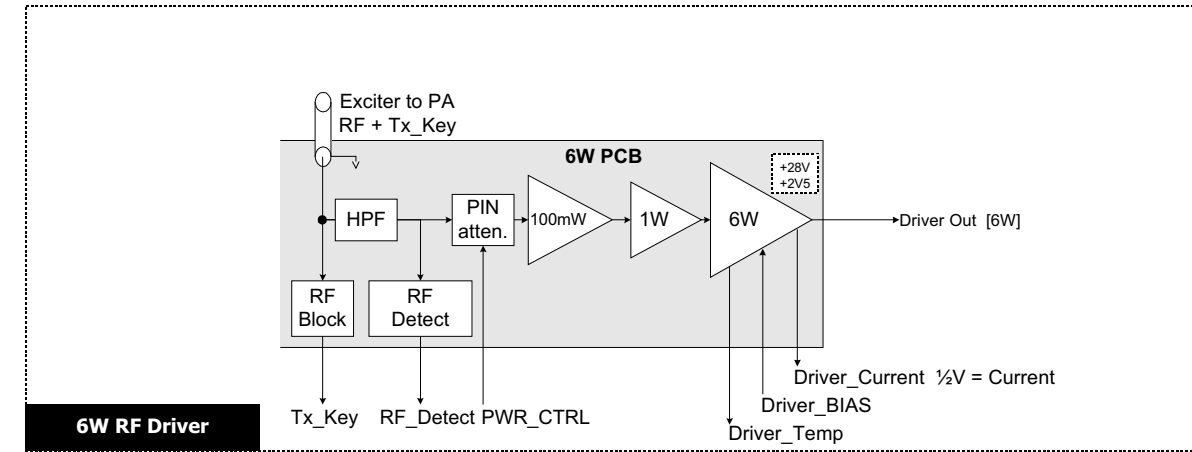 Exciter to PA
RF + Tx_Key
6W PCB
+28V
+2V5
HPF
PIN
atten.
100mW
1W
6W
Driver Out [6W]
RF
Block
RF
Detect
Driver_Current ½V = Current
Driver_BIAS
Tx_Key
RF_Detect
PWR_CTRL
Driver_Temp
6W RF Driver